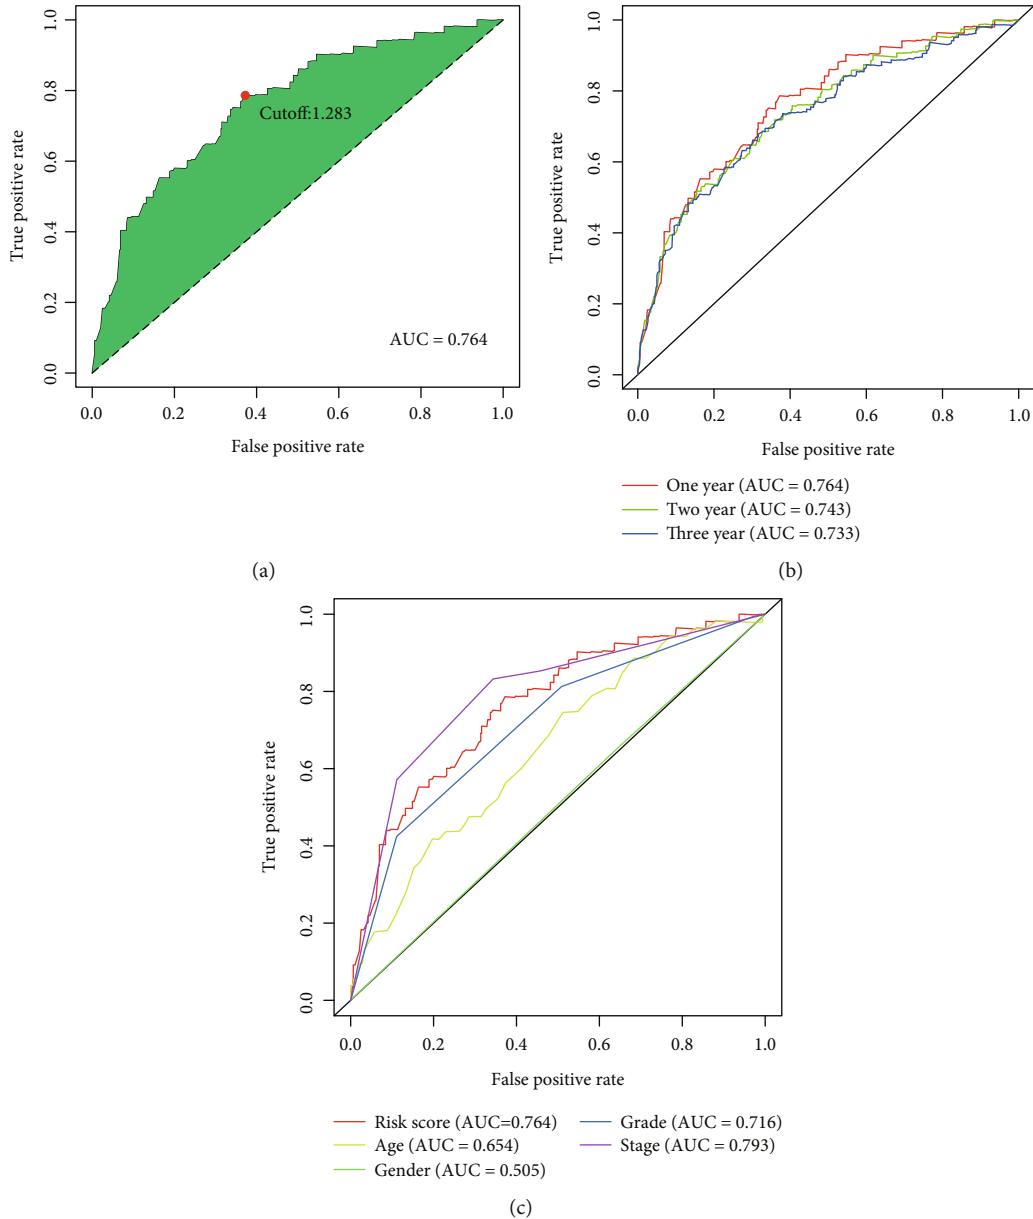 1.0
0.8
0.6
0.4
0.2
0.0
True positive rate
Cutoff:1.283
AUC = 0.764
0.0 0.2 0.4 0.6 0.8 1.0
False positive rate
(a)
1.0
0.8
0.6
0.4
0.2
0.0
True positive rate
0.0 0.2 0.4 0.6 0.8 1.0
False positive rate
One year (AUC = 0.764)
Two year (AUC = 0.743)
Three year (AUC = 0.733)
(b)
1.0
0.8
0.6
0.4
0.2
0.0
True positive rate
0.0 0.2 0.4 0.6 0.8 1.0
False positive rate
Risk score (AUC=0.764)
Age (AUC = 0.654)
Gender (AUC = 0.505)
Grade (AUC = 0.716)
Stage (AUC = 0.793)
(c)